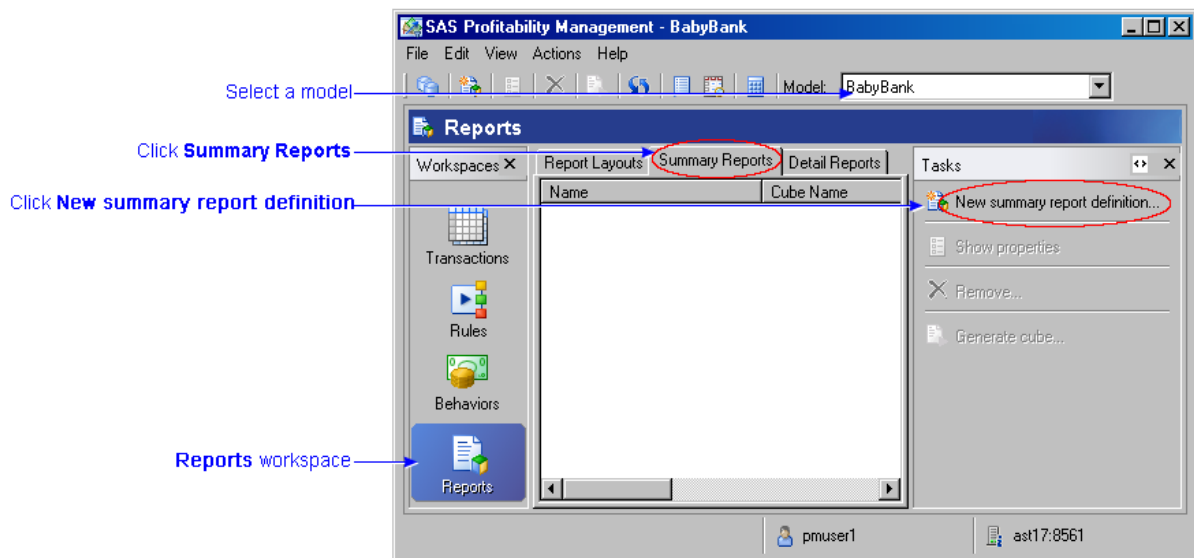 SAS Profitability Management - BabyBank
File Edit View Actions Help
Select a model
Model: BabyBank
Reports
Click Summary Reports
Workspaces
Report Layouts Summary Reports Detail Reports
Tasks
Click New summary report definition
Name Cube Name
New summary report definition...
Show properties
Transactions
Remove...
Rules
Generate cube...
Behaviors
Reports workspace
Reports
pmuser1
ast17:8561